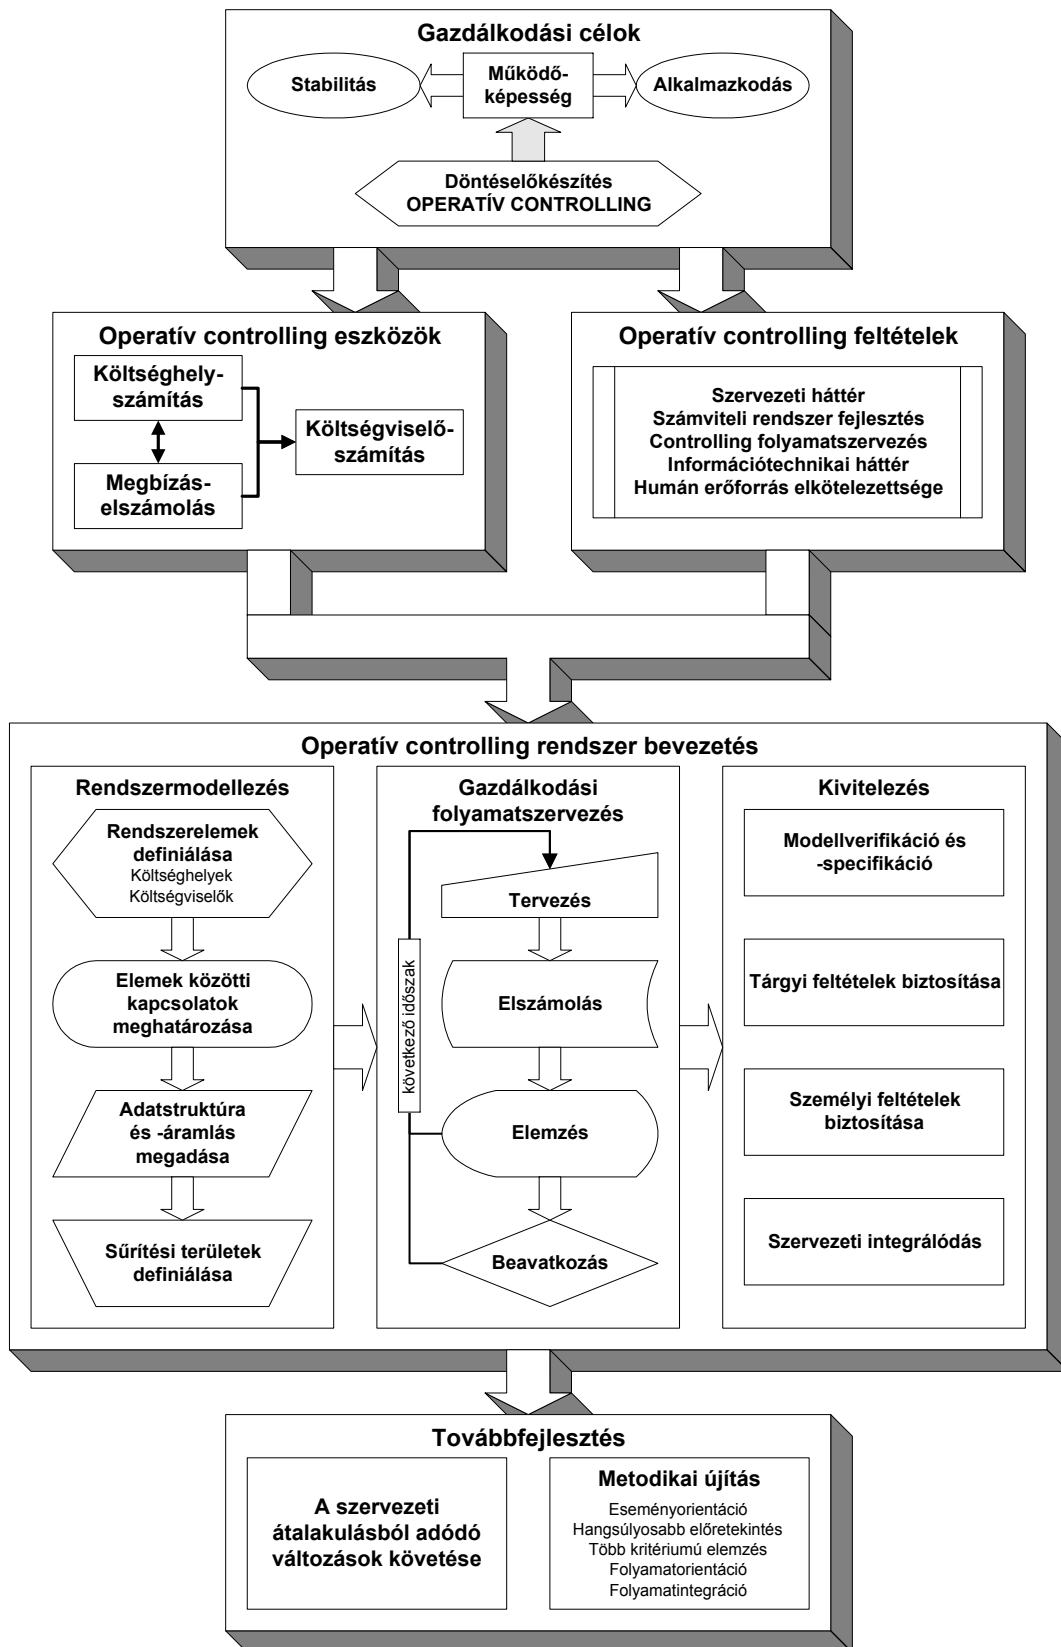 Gazdálkodási célok
Stabilitás
Működő-
képesség
Alkalmazkodás
Döntéselőkészítés
OPERATÍV CONTROLLING
Operatív controlling eszközök
Költséghely-
számítás
Megbízás-
elszámolás
Költségviselő-
számítás
Operatív controlling feltételek
Szervezeti háttér
Számviteli rendszer fejlesztés
Controlling folyamatszervezés
Információtechnikai háttér
Humán erőforrás elkötelezettsége
Operatív controlling rendszer bevezetés
Rendszermodellezés
Rendszerelemek
definiálása
Költséghelyek
Költségviselők
Elemek közötti
kapcsolatok
meghatározása
Adatstruktúra
és -áramlás
megadása
Sűrítési területek
definiálása
Gazdálkodási
folyamatszervezés
Tervezés
Elszámolás
következő időszak
Elemzés
Beavatkozás
Kivitelezés
Modellverifikáció és
-specifikáció
Tárgyi feltételek biztosítása
Személyi feltételek
biztosítása
Szervezeti integrálódás
Továbbfejlesztés
A szervezeti
átalakulásból adódó
változások követése
Metodikai újítás
Eseményorientáció
Hangsúlyosabb előretekintés
Több kritériumú elemzés
Folyamatorientáció
Folyamatintegráció